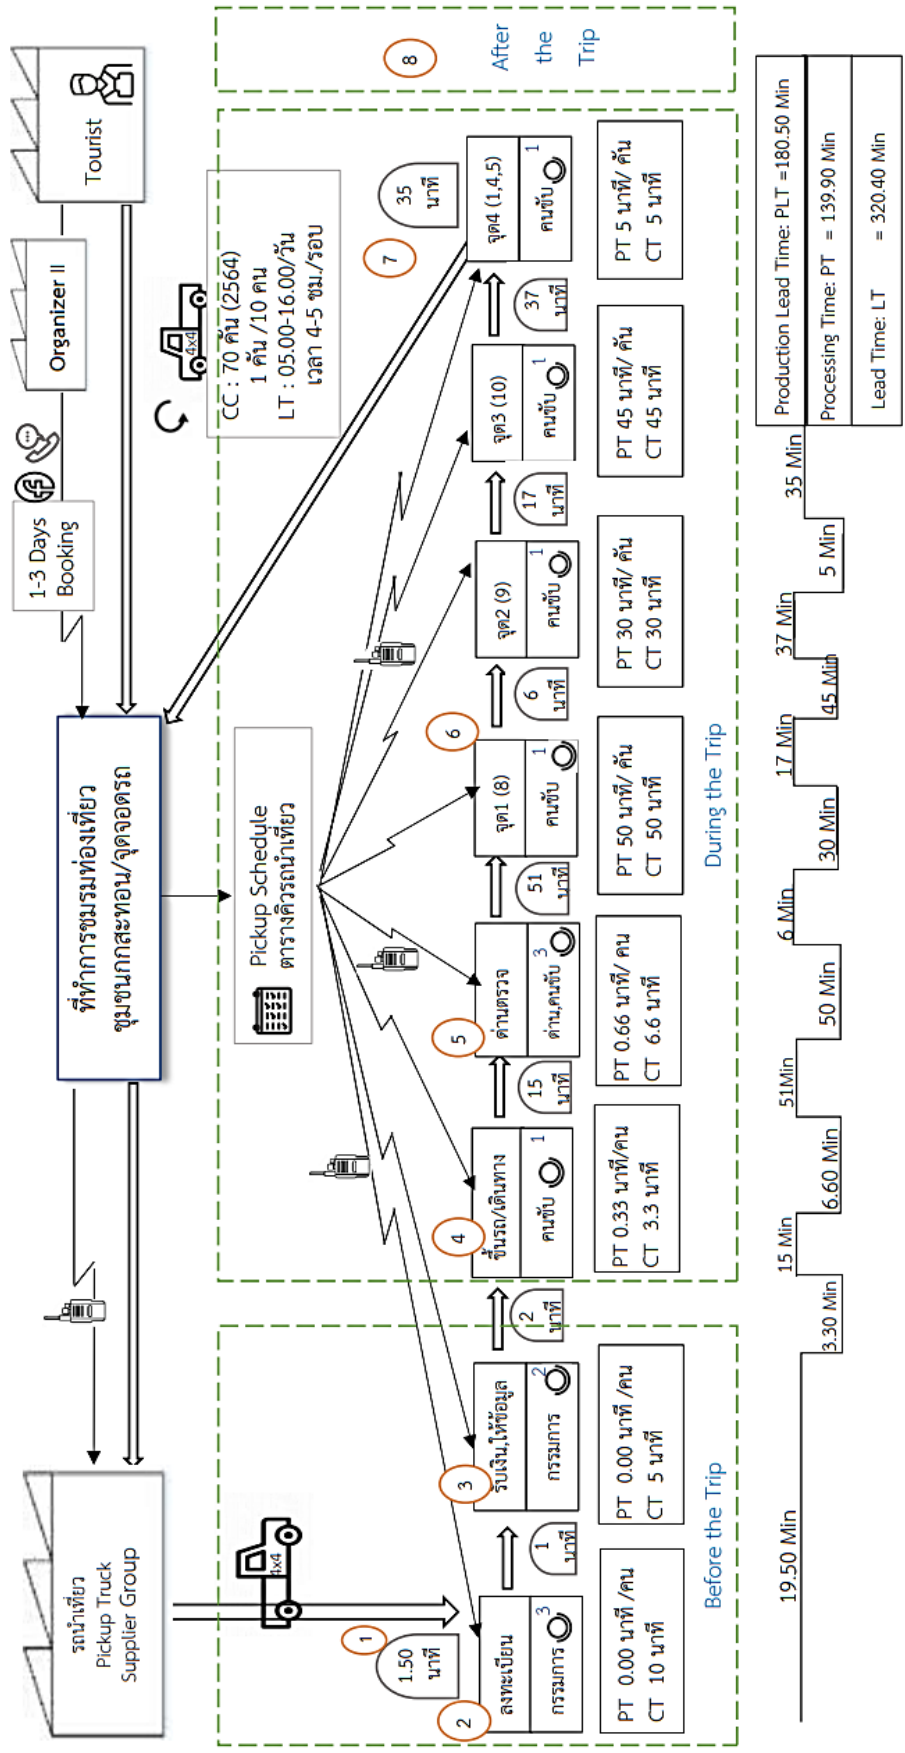 รถนำเที่ยว
Pickup Truck
Supplier Group
ที่ทำการชมรมท่องเที่ยว
ชุมชนกกสะทอน/จุดจอดรถ
1-3 Days
Booking
Organizer II
Tourist
4x4
CC : 70 คัน (2564)
1 คัน /10 คน
LT : 05.00-16.00/วัน
เวลา 4-5 ชม./รอบ
4x4
Pickup Schedule
ตารางคิวรถนำเที่ยว
1
1.50
นาที
2
ลงทะเบียน
กรรมการ
3
PT 0.00 นาที /คน
CT 10 นาที
1
นาที
3
รับเงิน,ให้ข้อมูล
กรรมการ
2
PT 0.00 นาที /คน
CT 5 นาที
Before the Trip
2
นาที
4
ขึ้นรถ/เดินทาง
คนขับ
1
PT 0.33 นาที/คน
CT 3.3 นาที
15
นาที
5
ด่านตรวจ
ด่าน,คนขับ
3
PT 0.66 นาที/ คน
CT 6.6 นาที
51
นาที
6
จุด1 (8)
คนขับ
1
PT 50 นาที/ คัน
CT 50 นาที
6
นาที
จุด2 (9)
คนขับ
1
PT 30 นาที/ คัน
CT 30 นาที
17
นาที
จุด3 (10)
คนขับ
1
PT 45 นาที/ คัน
CT 45 นาที
37
นาที
7
35
นาที
จุด4 (1,4,5)
คนขับ
1
PT 5 นาที/ คัน
CT 5 นาที
During the Trip
8
After
the
Trip
19.50 Min
3.30 Min
15 Min
6.60 Min
51Min
50 Min
6 Min
30 Min
17 Min
45 Min
37 Min
5 Min
35 Min
Production Lead Time: PLT =180.50 Min
Processing Time: PT = 139.90 Min
Lead Time: LT = 320.40 Min